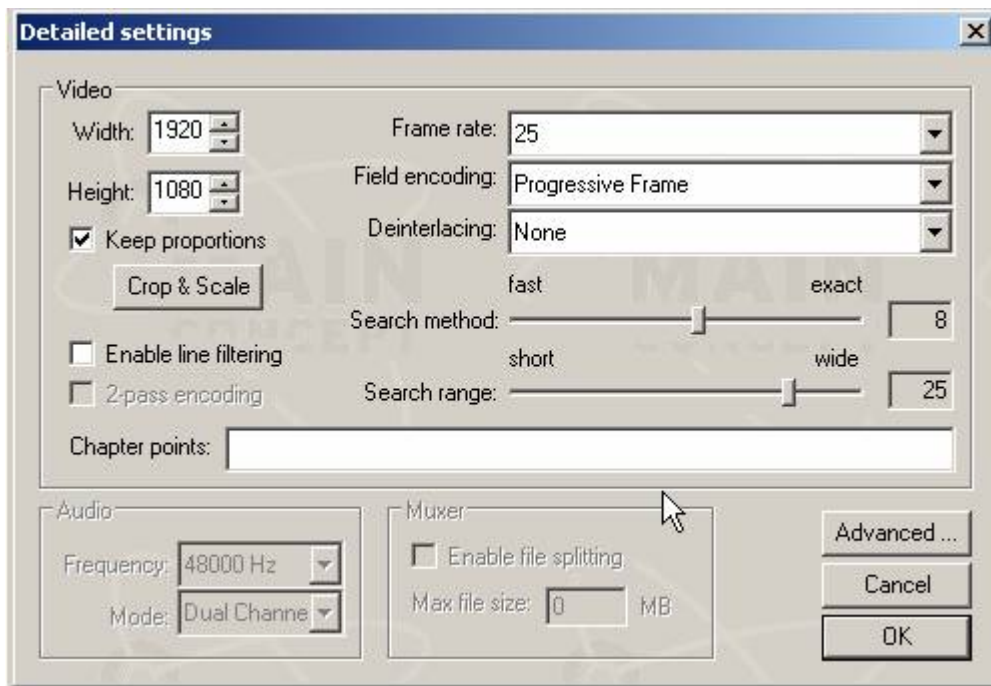 Detailed settings
Video
Width: 1920
Frame rate: 25
Height: 1080
Field encoding: Progressive Frame
Keep proportions
Deinterlacing: None
Crop & Scale
fast exact
Search method: 8
Enable line filtering
short wide
2-pass encoding
Search range: 25
Chapter points:
MAIN CONCEPT
MAIN
Audio
Frequency: 48000 Hz
Mode: Dual Channe
Muxer
Enable file splitting
Max file size: 0 MB
Advanced ...
Cancel
OK